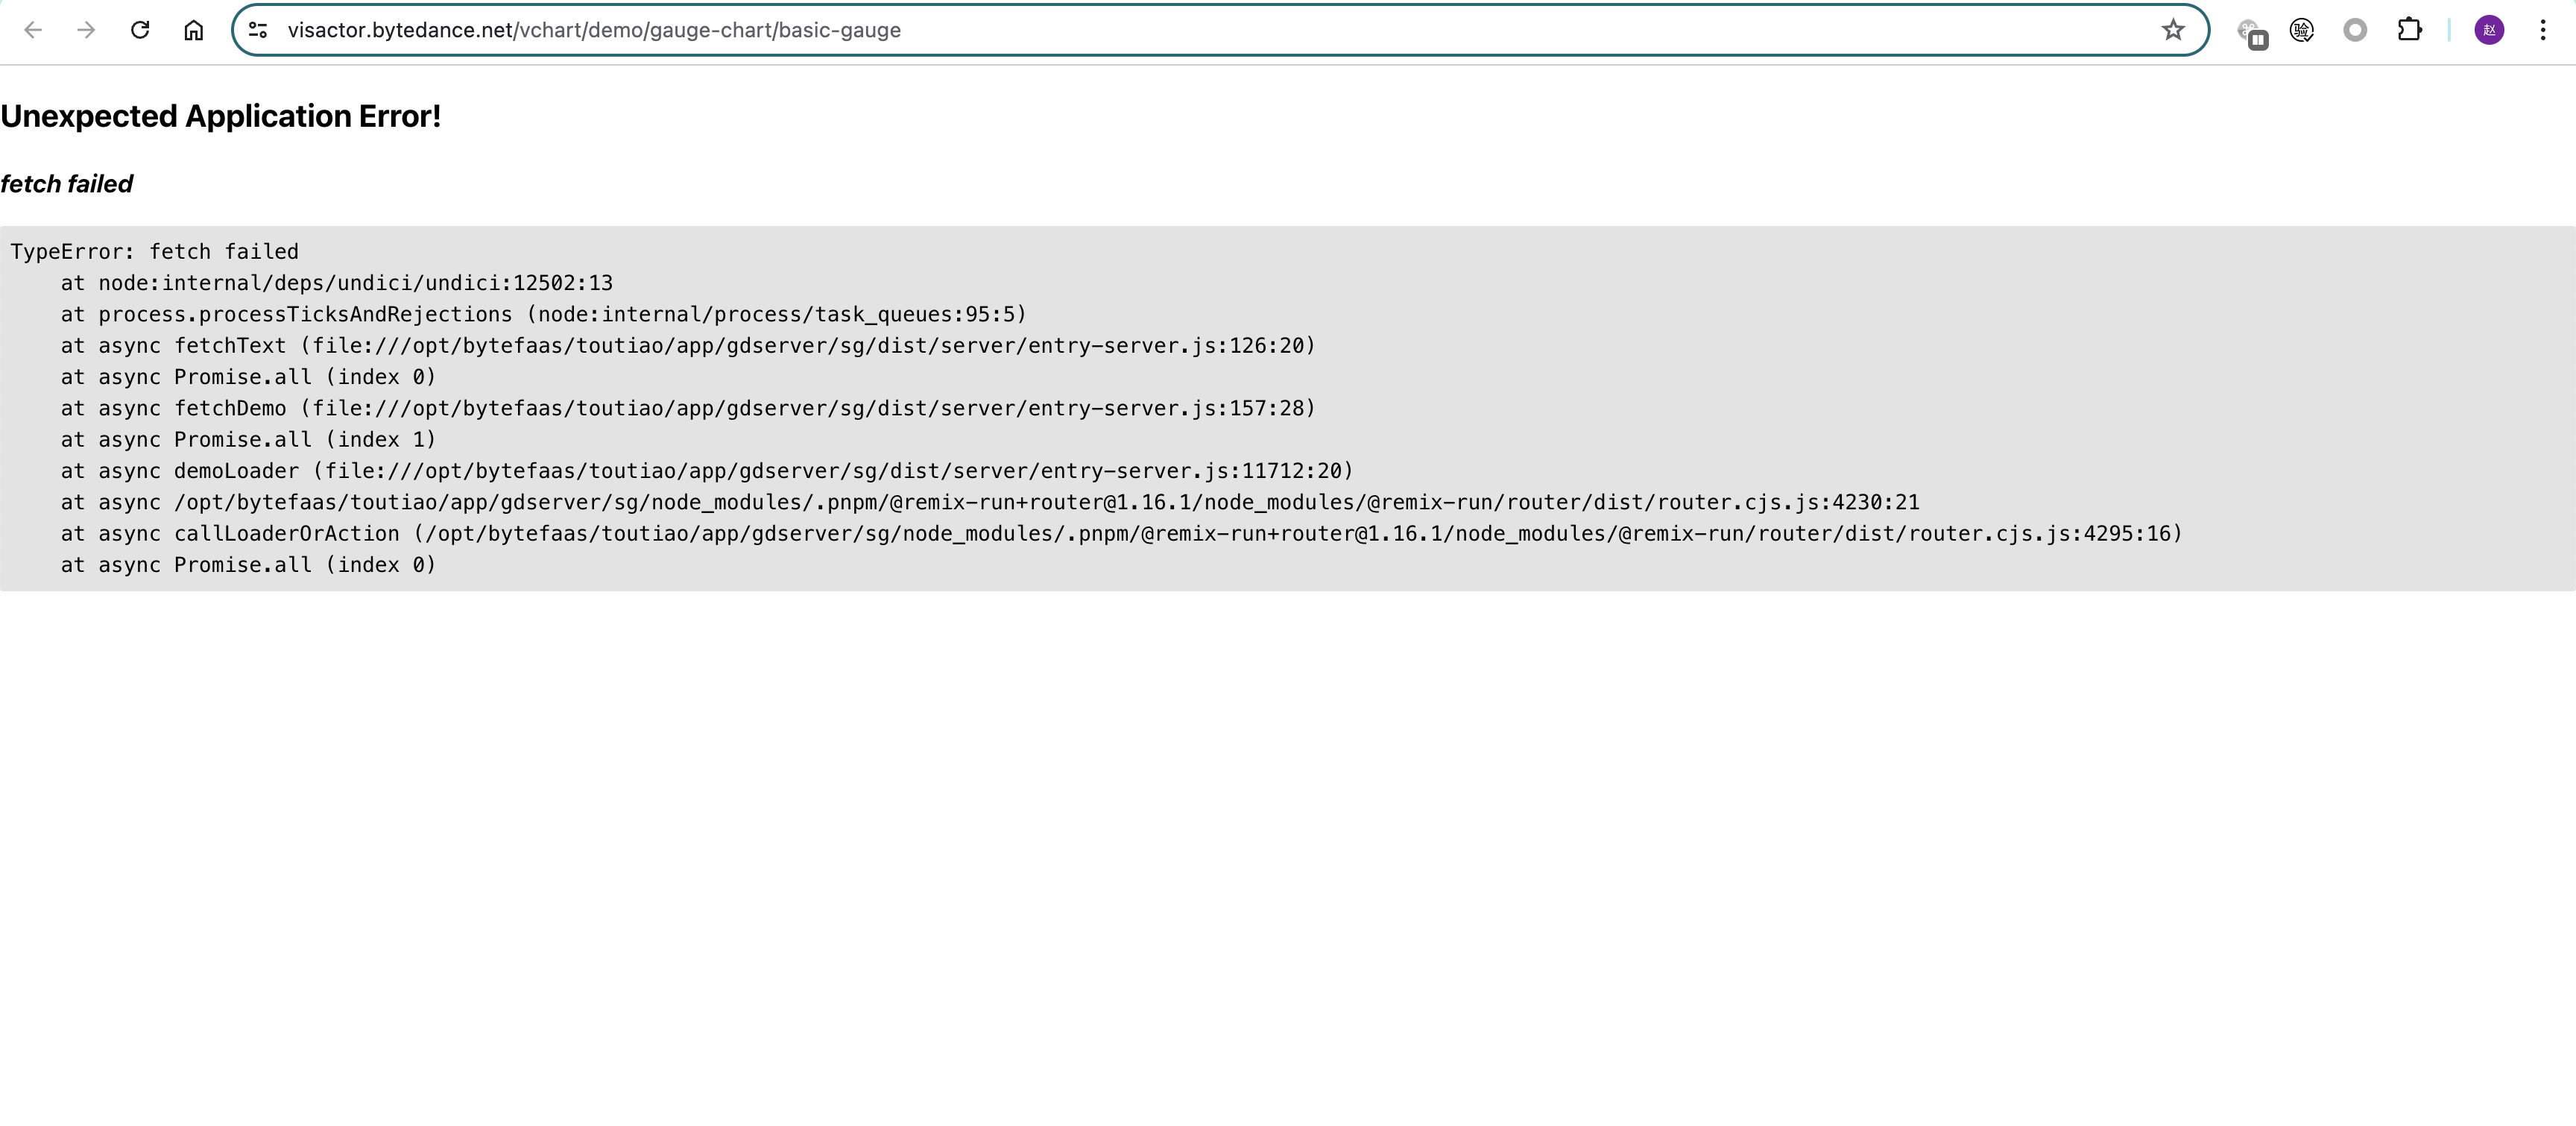 visactor.bytedance.net/vchart/demo/gauge-chart/basic-gauge
验
赵
Unexpected Application Error!
fetch failed
TypeError: fetch failed
    at node:internal/deps/undici/undici:12502:13
    at process.processTicksAndRejections (node:internal/process/task_queues:95:5)
    at async fetchText (file:///opt/bytefaas/toutiao/app/gdserver/sg/dist/server/entry-server.js:126:20)
    at async Promise.all (index 0)
    at async fetchDemo (file:///opt/bytefaas/toutiao/app/gdserver/sg/dist/server/entry-server.js:157:28)
    at async Promise.all (index 1)
    at async demoLoader (file:///opt/bytefaas/toutiao/app/gdserver/sg/dist/server/entry-server.js:11712:20)
    at async /opt/bytefaas/toutiao/app/gdserver/sg/node_modules/.pnpm/@remix-run+router@1.16.1/node_modules/@remix-run/router/dist/router.cjs.js:4230:21
    at async callLoaderOrAction (/opt/bytefaas/toutiao/app/gdserver/sg/node_modules/.pnpm/@remix-run+router@1.16.1/node_modules/@remix-run/router/dist/router.cjs.js:4295:16)
    at async Promise.all (index 0)